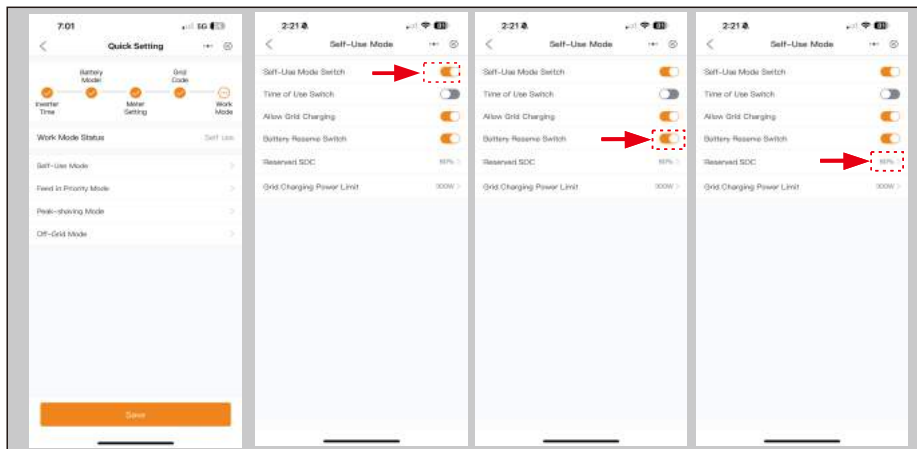 7:01
5G
Quick Setting
Battery
Model
Grid
Code
Inverter
Time
Meter
Setting
Work
Mode
Work Mode Status
Self use
Self-Use Mode
Feed in Priority Mode
Peak-shaving Mode
Off-Grid Mode
Save
2:21
Self-Use Mode
Self-Use Mode Switch
Time of Use Switch
Allow Grid Charging
Battery Reserve Switch
Reserved SOC
Grid Charging Power Limit
300W
2:21
Self-Use Mode
Self-Use Mode Switch
Time of Use Switch
Allow Grid Charging
Battery Reserve Switch
Reserved SOC
Grid Charging Power Limit
300W
2:21
Self-Use Mode
Self-Use Mode Switch
Time of Use Switch
Allow Grid Charging
Battery Reserve Switch
Reserved SOC
Grid Charging Power Limit
300W